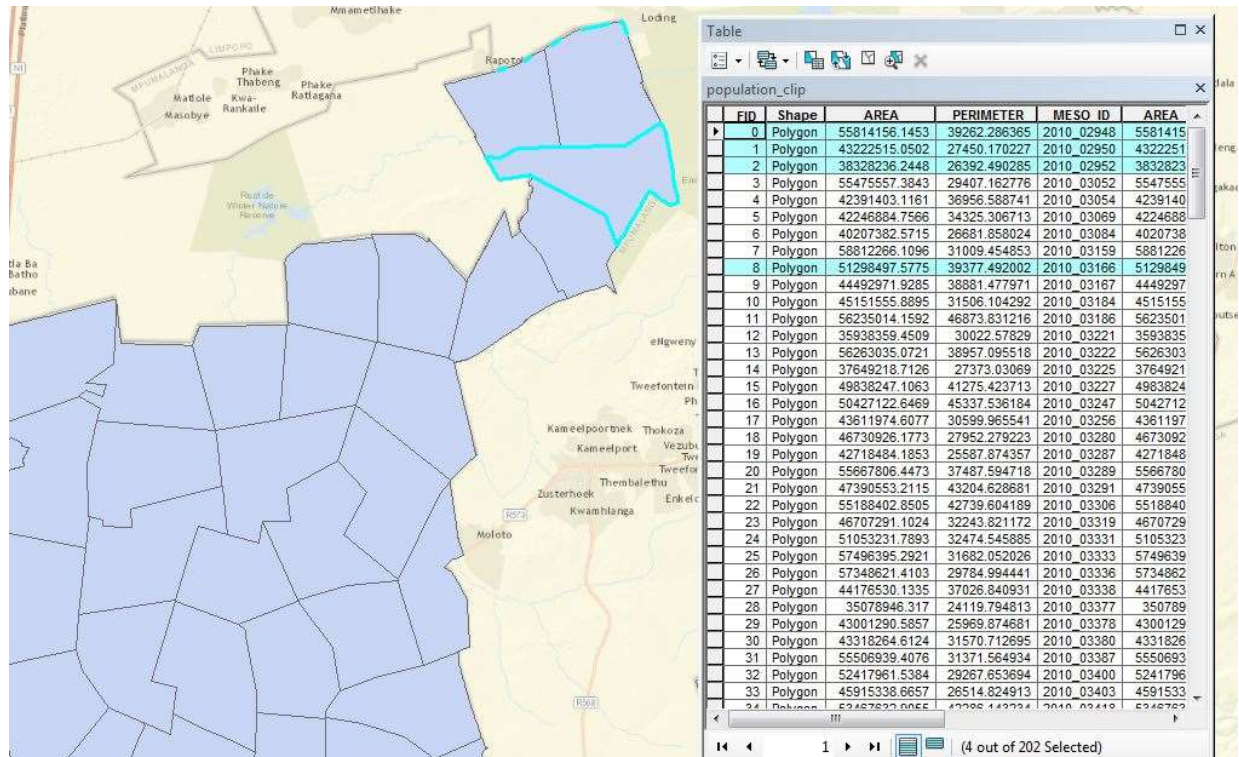 Mmametlhake
Loding
LIMPOPO
MPUMALANGA
N1
Phake
Thabeng
Phake
Ratlagana
Matlole
Kwa-
Rankaile
Masobye
Rust de
Winter Nature
Reserve
tla Ba
Batho
bane
MPUMALANGA
eNgweny
Tweefontein
Ph
Kameelpoortnek
Thokoza
Kameelport
Vezubu
Twe
Tweefor
Thembalethu
Zusterhoek
Enkelc
Kwamhlanga
R573
Moloto
R568
Table
population_clip
FID Shape AREA PERIMETER MESO_ID AREA
0 Polygon 55814156.1453 39262.286365 2010_02948 5581415
1 Polygon 43222515.0502 27450.170227 2010_02950 4322251
2 Polygon 38328236.2448 26392.490285 2010_02952 3832823
3 Polygon 55475557.3843 29407.162776 2010_03052 5547555
4 Polygon 42391403.1161 36956.588741 2010_03054 4239140
5 Polygon 42246884.7566 34325.306713 2010_03069 4224688
6 Polygon 40207382.5715 26681.858024 2010_03084 4020738
7 Polygon 58812266.1096 31009.454853 2010_03159 5881226
8 Polygon 51298497.5775 39377.492002 2010_03166 5129849
9 Polygon 44492971.9285 38881.477971 2010_03167 4449297
10 Polygon 45151555.8895 31506.104292 2010_03184 4515155
11 Polygon 56235014.1592 46873.831216 2010_03186 5623501
12 Polygon 35938359.4509 30022.57829 2010_03221 3593835
13 Polygon 56263035.0721 38957.095518 2010_03222 5626303
14 Polygon 37649218.7126 27373.03069 2010_03225 3764921
15 Polygon 49838247.1063 41275.423713 2010_03227 4983824
16 Polygon 50427122.6469 45337.536184 2010_03247 5042712
17 Polygon 43611974.6077 30599.965541 2010_03256 4361197
18 Polygon 46730926.1773 27952.279223 2010_03280 4673092
19 Polygon 42718484.1853 25587.874357 2010_03287 4271848
20 Polygon 55667806.4473 37487.594718 2010_03290 5566780
21 Polygon 47390553.2115 43204.628681 2010_03291 4739055
22 Polygon 55188402.8505 42739.604189 2010_03306 5518840
23 Polygon 46707291.1024 32243.821172 2010_03319 4670729
24 Polygon 51053231.7893 32474.545885 2010_03331 5105323
25 Polygon 57496395.2921 31682.052026 2010_03333 5749639
26 Polygon 57348621.4103 29784.994441 2010_03336 5734862
27 Polygon 44176530.1335 37026.840931 2010_03338 4417653
28 Polygon 35078946.317 24119.794813 2010_03377 350789
29 Polygon 43001290.5857 25969.874681 2010_03378 4300129
30 Polygon 43318264.6124 31570.712695 2010_03380 4331826
31 Polygon 55506939.4076 31371.564934 2010_03387 5550693
32 Polygon 52417961.5384 29267.653694 2010_03400 5241796
33 Polygon 45915338.6657 26514.824891 2010_03403 4591533
1 (4 out of 202 Selected)